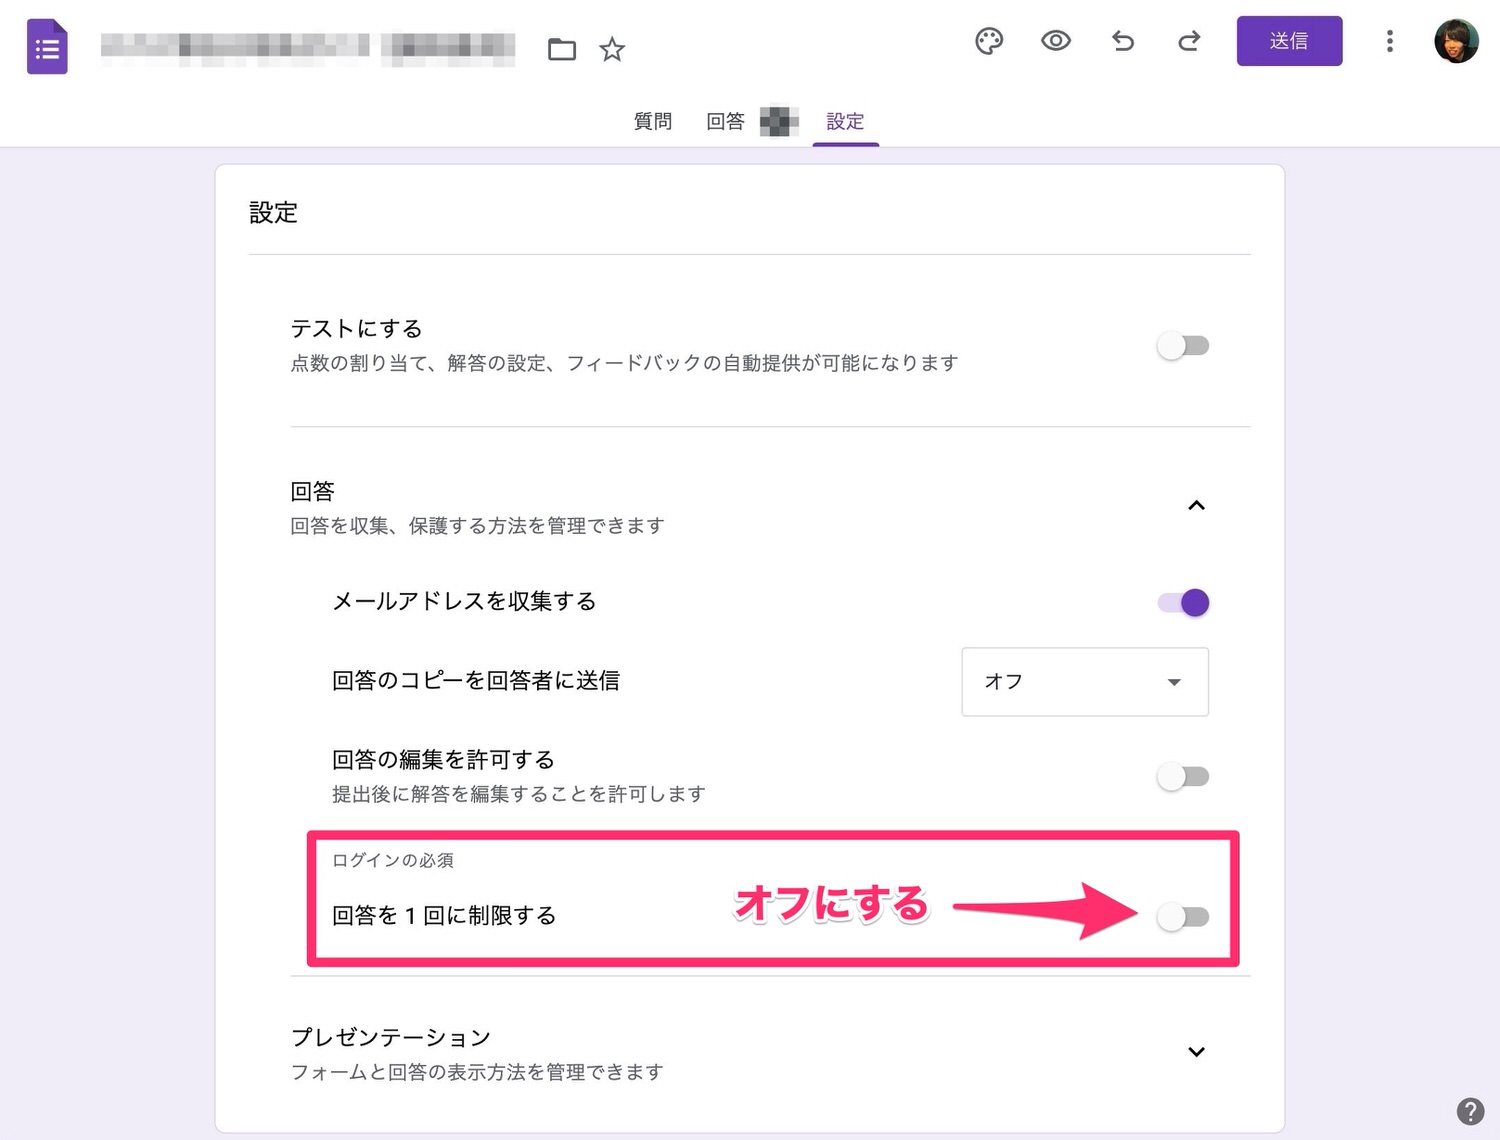 送信
質問 回答 設定
設定
テストにする
点数の割り当て、解答の設定、フィードバックの自動提供が可能になります
回答
回答を収集、保護する方法を管理できます
メールアドレスを収集する
回答のコピーを回答者に送信
オフ
回答の編集を許可する
提出後に解答を編集することを許可します
ログインの必須
回答を 1 回に制限する
オフにする
プレゼンテーション
フォームと回答の表示方法を管理できます